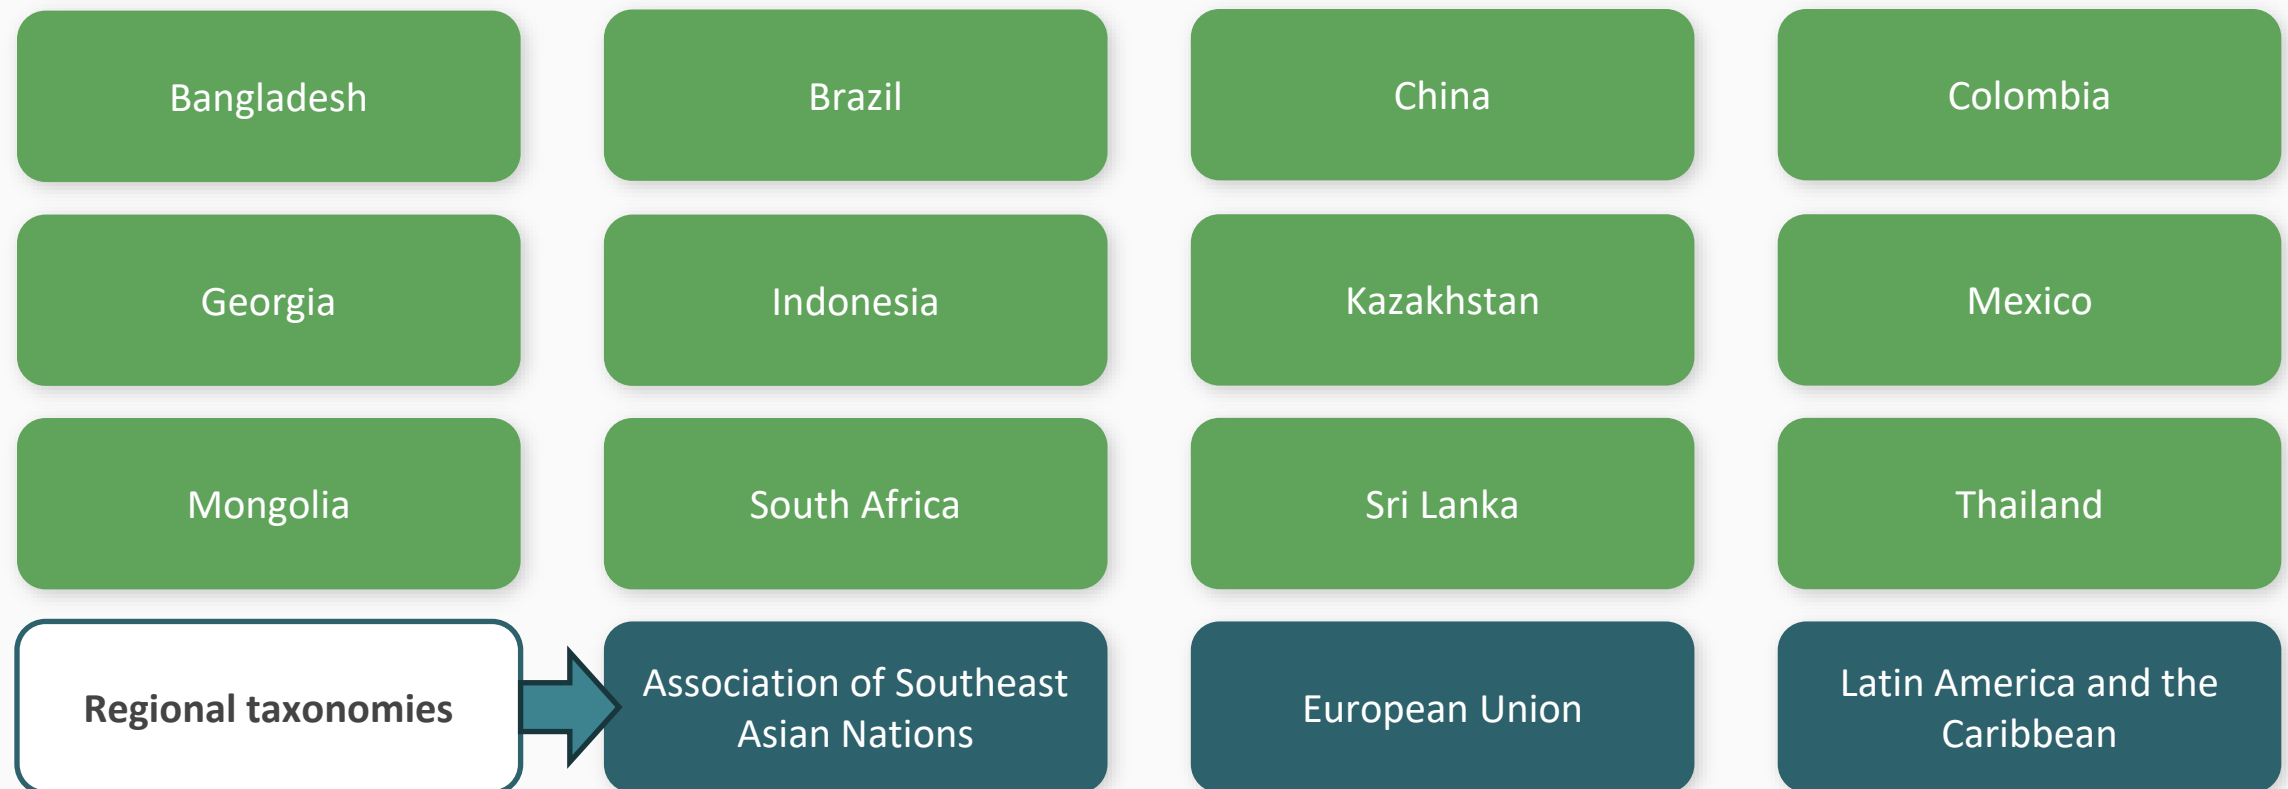 Bangladesh
Brazil
China
Colombia
Georgia
Indonesia
Kazakhstan
Mexico
Mongolia
South Africa
Sri Lanka
Thailand
Regional taxonomies
Association of Southeast
Asian Nations
European Union
Latin America and the
Caribbean